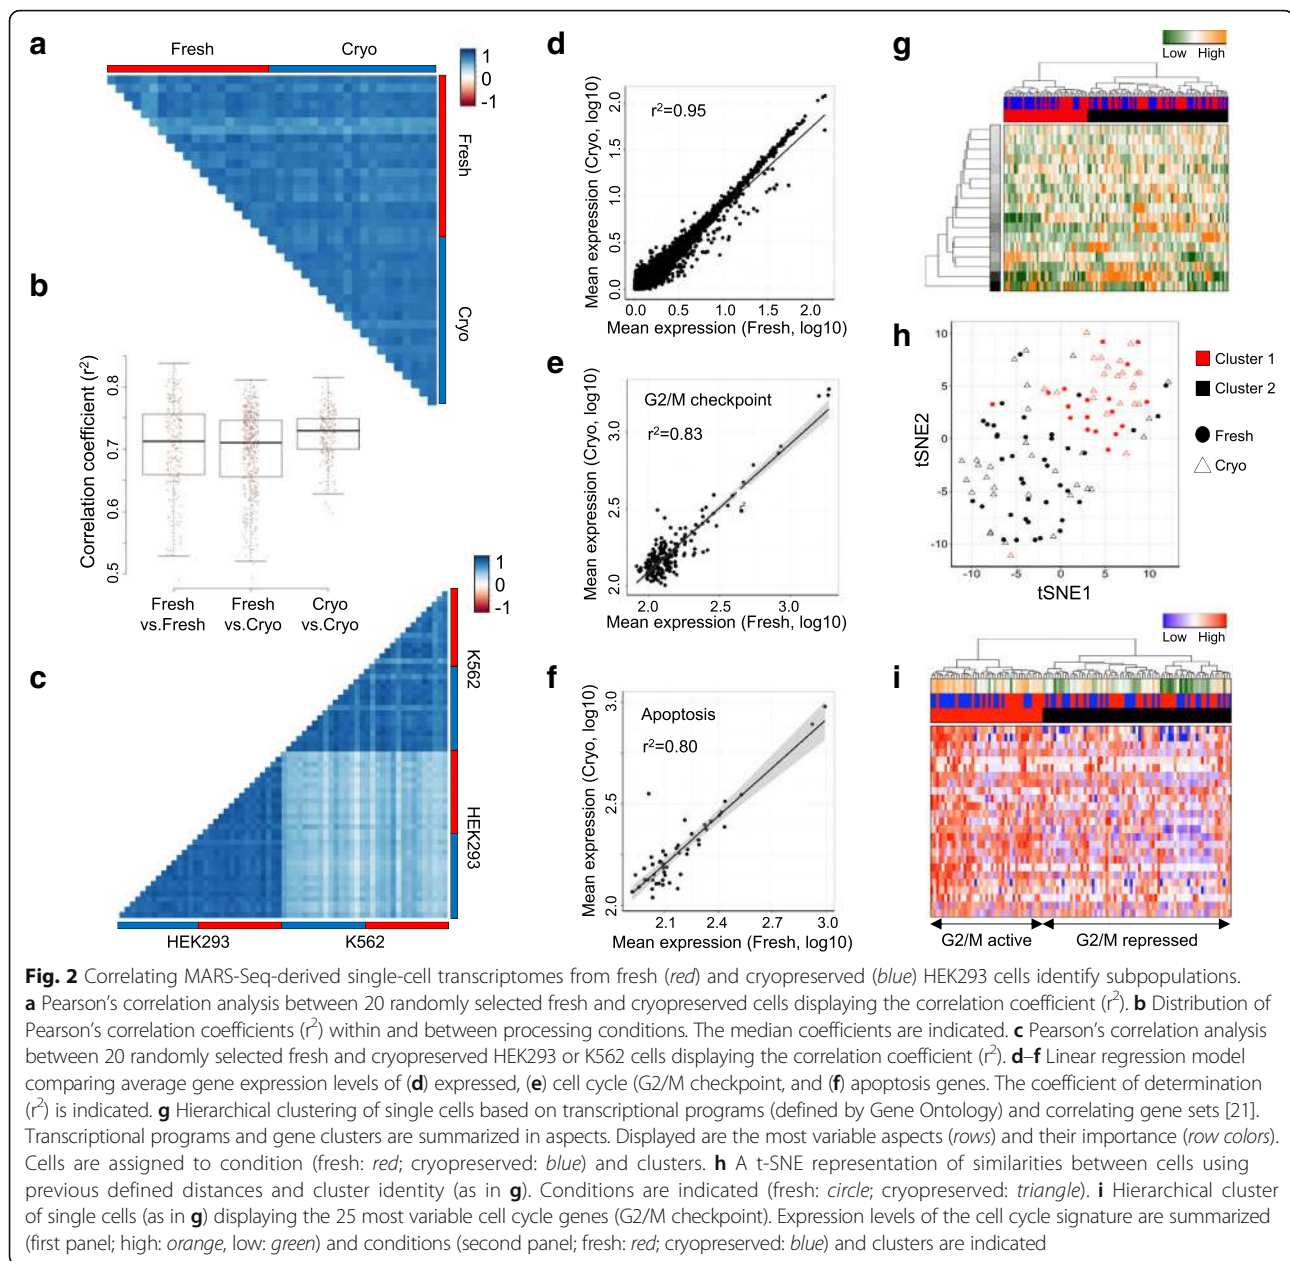 a
Fresh
Cryo
1
0
-1
Fresh
Cryo
b
Correlation coefficient (r²)
0.8
0.7
0.6
0.5
Fresh vs.Fresh
Fresh vs.Cryo
Cryo vs.Cryo
c
1
0
-1
K562
HEK293
HEK293
K562
d
r²=0.95
Mean expression (Cryo, log10)
2.0
1.5
1.0
0.5
0.0
0.0 0.5 1.0 1.5 2.0
Mean expression (Fresh, log10)
e
G2/M checkpoint
r²=0.83
r²
Mean expression (Cryo, log10)
3.0
2.5
2.0
2.0 2.5 3.0
Mean expression (Fresh, log10)
f
Apoptosis
r²=0.80
Mean expression (Cryo, log10)
3.0
2.5
2.0
2.1 2.4 2.7 3.0
Mean expression (Fresh, log10)
g
Low High
h
10
5
0
-5
-10
tSNE2
-10 -5 0 5 10
tSNE1
Cluster 1
Cluster 2
Fresh
Cryo
i
Low High
G2/M active
G2/M repressed
Fig. 2 Correlating MARS-Seq-derived single-cell transcriptomes from fresh (red) and cryopreserved (blue) HEK293 cells identify subpopulations.
a Pearson's correlation analysis between 20 randomly selected fresh and cryopreserved cells displaying the correlation coefficient (r²). b Distribution of
Pearson's correlation coefficients (r²) within and between processing conditions. The median coefficients are indicated. c Pearson's correlation analysis
between 20 randomly selected fresh and cryopreserved HEK293 or K562 cells displaying the correlation coefficient (r²). d–f Linear regression model
comparing average gene expression levels of (d) expressed, (e) cell cycle (G2/M checkpoint, and (f) apoptosis genes. The coefficient of determination
(r²) is indicated. g Hierarchical clustering of single cells based on transcriptional programs (defined by Gene Ontology) and correlating gene sets [21].
Transcriptional programs and gene clusters are summarized in aspects. Displayed are the most variable aspects (rows) and their importance (row colors).
Cells are assigned to condition (fresh: red; cryopreserved: blue) and clusters. h A t-SNE representation of similarities between cells using
previous defined distances and cluster identity (as in g). Conditions are indicated (fresh: circle; cryopreserved: triangle). i Hierarchical cluster
of single cells (as in g) displaying the 25 most variable cell cycle genes (G2/M checkpoint). Expression levels of the cell cycle signature are summarized
(first panel; high: orange, low: green) and conditions (second panel; fresh: red; cryopreserved: blue) and clusters are indicated